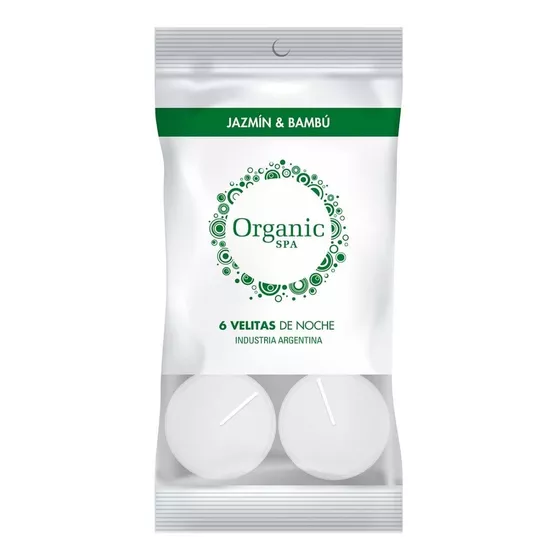 JAZMÍN & BAMBÚ
Organic
SPA
6 VELITAS DE NOCHE
INDUSTRIA ARGENTINA